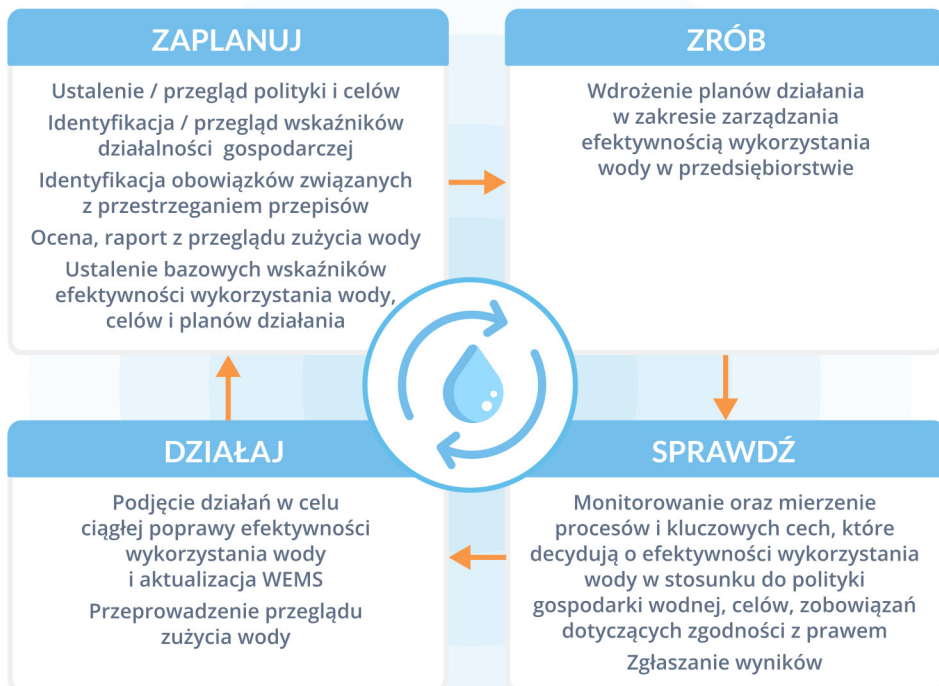 ZAPLANUJ
Ustalenie / przegląd polityki i celów
Identyfikacja / przegląd wskaźników
działalności gospodarczej
Identyfikacja obowiązków związanych
z przestrzeganiem przepisów
Ocena, raport z przeglądu zużycia wody
Ustalenie bazowych wskaźników
efektywności wykorzystania wody,
celów i planów działania
ZRÓB
Wdrożenie planów działania
w zakresie zarządzania
efektywnością wykorzystania
wody w przedsiębiorstwie
SPRAWDŹ
Monitorowanie oraz mierzenie
procesów i kluczowych cech, które
decydują o efektywności wykorzystania
wody w stosunku do polityki
gospodarki wodnej, celów, zobowiązań
dotyczących zgodności z prawem
Zgłaszanie wyników
DZIAŁAJ
Podjęcie działań w celu
ciągłej poprawy efektywności
wykorzystania wody
i aktualizacja WEMS
Przeprowadzenie przeglądu
zużycia wody